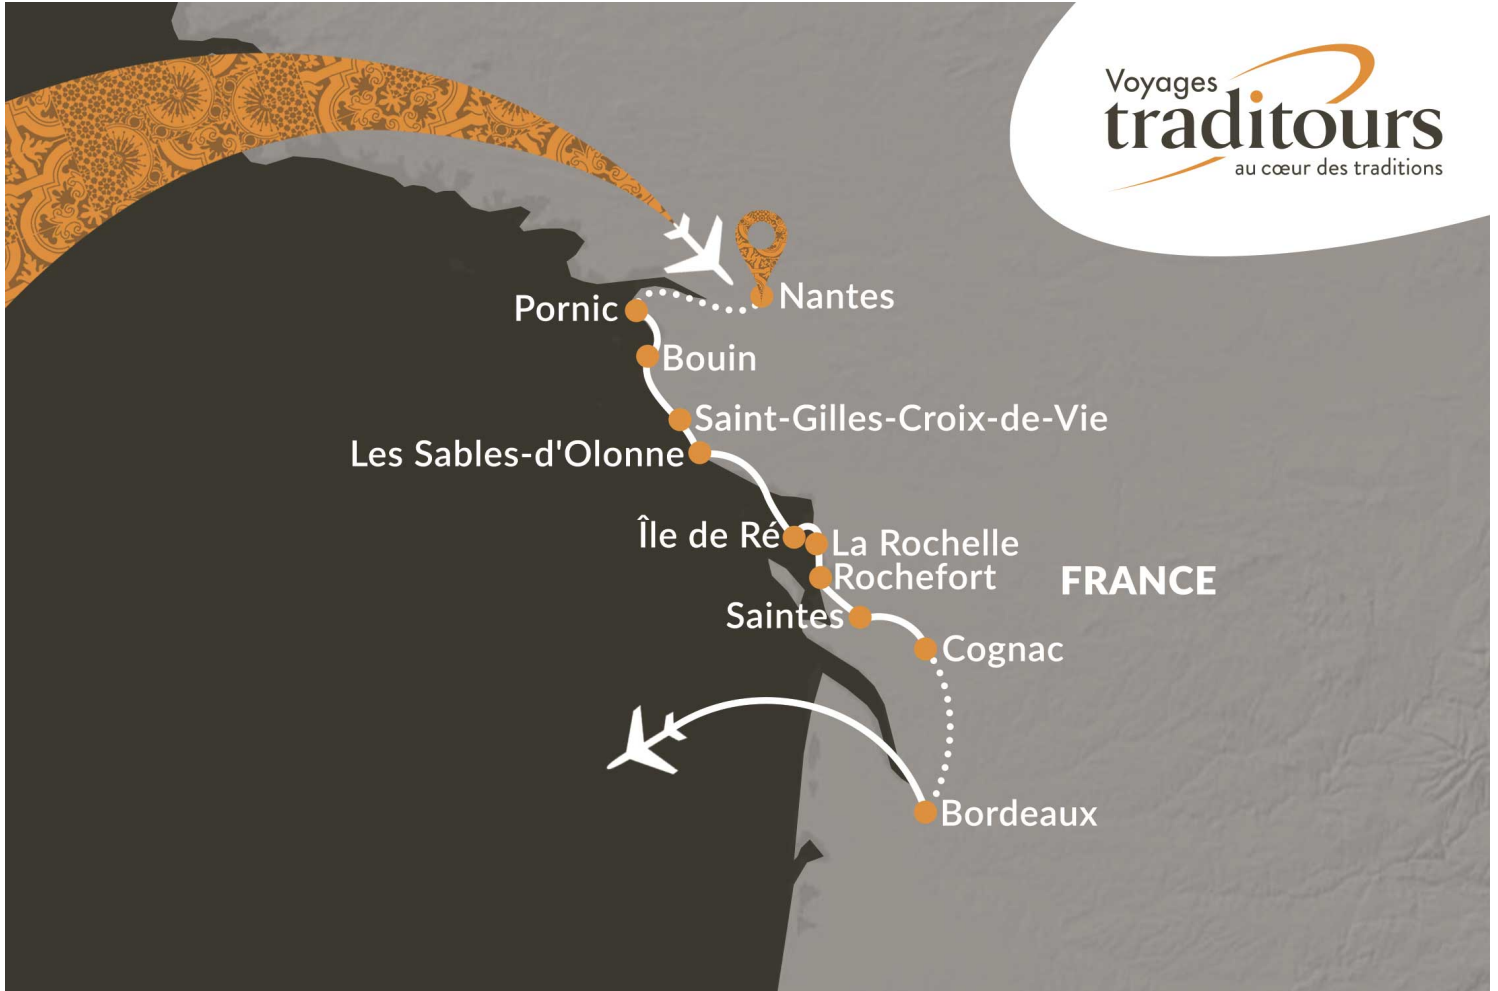 Voyages
traditours
au cœur des traditions
Nantes
Pornic
Bouin
Saint-Gilles-Croix-de-Vie
Les Sables-d'Olonne
Île de Ré
La Rochelle
Rochefort
FRANCE
Saintes
Cognac
Bordeaux